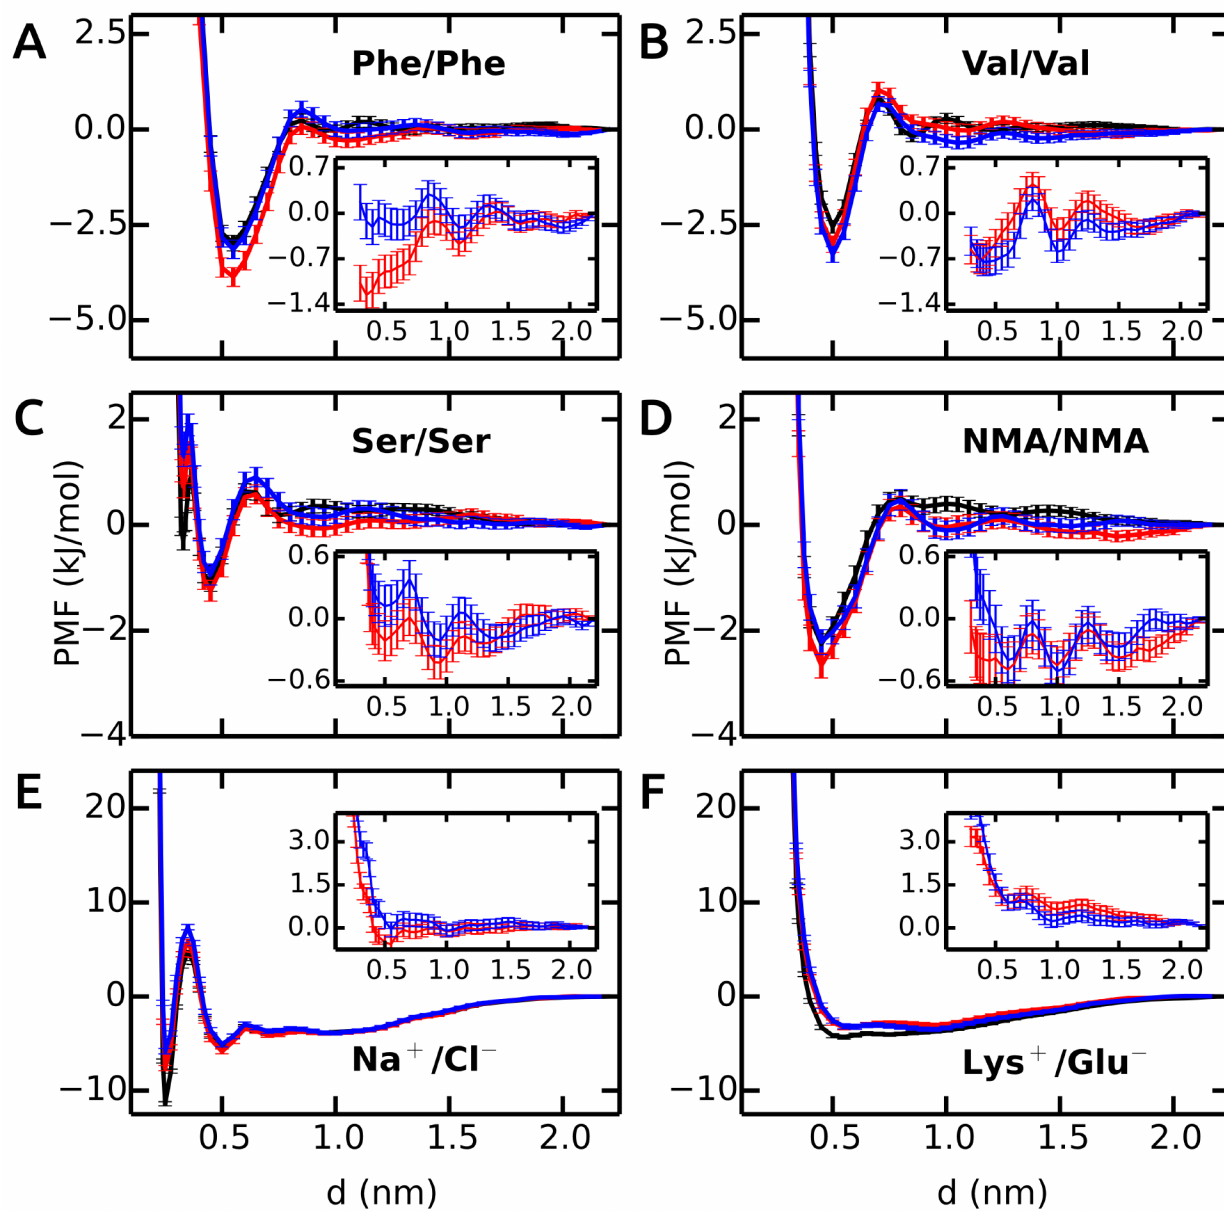 A
Phe/Phe
2.5
0.0
−2.5
−5.0
0.7
0.0
−0.7
−1.4
0.5 1.0 1.5 2.0
B
Val/Val
2.5
0.0
−2.5
−5.0
0.7
0.0
−0.7
−1.4
0.5 1.0 1.5 2.0
C
Ser/Ser
PMF (kJ/mol)
2
0
−2
−4
0.6
0.0
−0.6
0.5 1.0 1.5 2.0
D
NMA/NMA
PMF (kJ/mol)
2
0
−2
−4
0.6
0.0
−0.6
0.5 1.0 1.5 2.0
E
20
10
0
−10
3.0
1.5
0.0
0.5 1.0 1.5 2.0
Na⁺/Cl⁻
0.5 1.0 1.5 2.0
d (nm)
F
20
10
0
−10
3.0
1.5
0.0
0.5 1.0 1.5 2.0
Lys⁺/Glu⁻
0.5 1.0 1.5 2.0
d (nm)